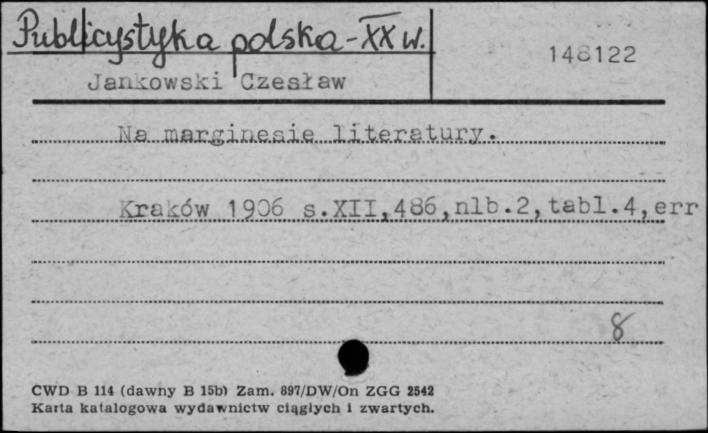 Publicystyka polska - XX w.
148122
Jankowski Czesław
Na marginesie literatury.
Kraków 1906 s.XII,486,nlb.2,tabl.4,err
8
CWD B 114 (dawny B 15b) Zam. 897/DW/On ZGG 2542
Karta katalogowa wydawnictw ciągłych i zwartych.